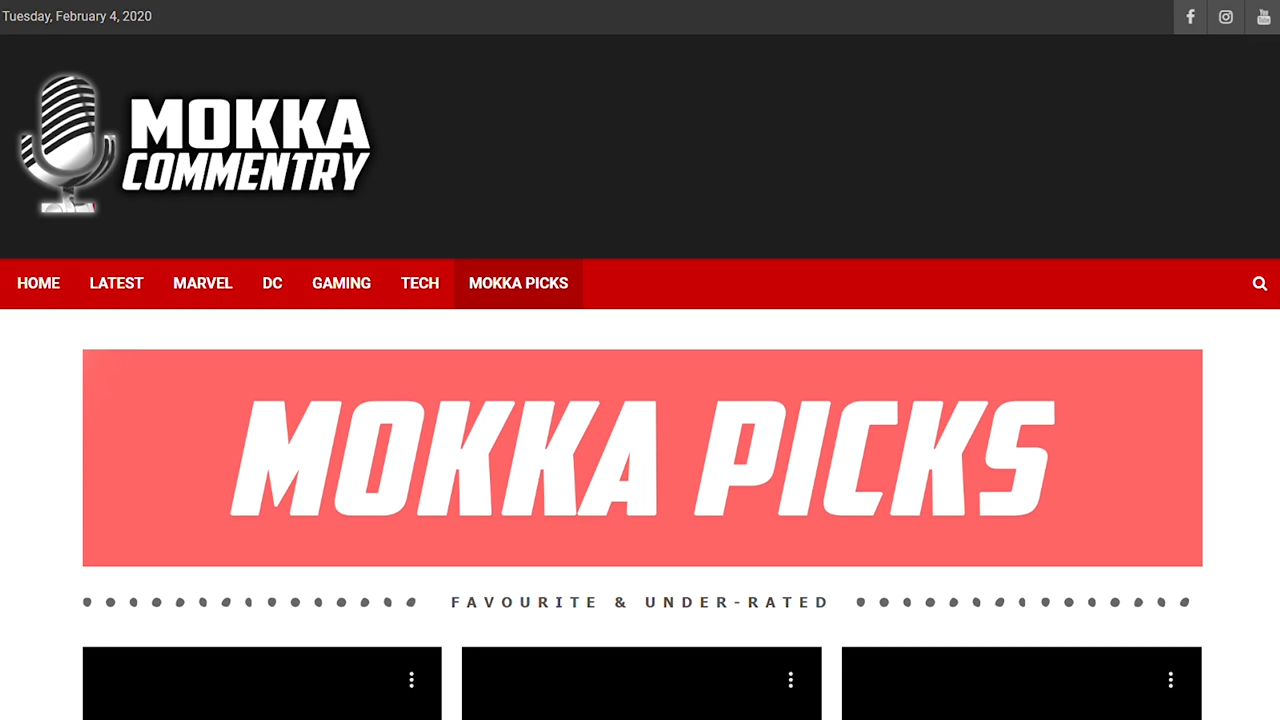 Tuesday, February 4, 2020
MOKKA
COMMENTRY
HOME LATEST MARVEL DC GAMING TECH MOKKA PICKS
MOKKA PICKS
FAVOURITE & UNDER-RATED